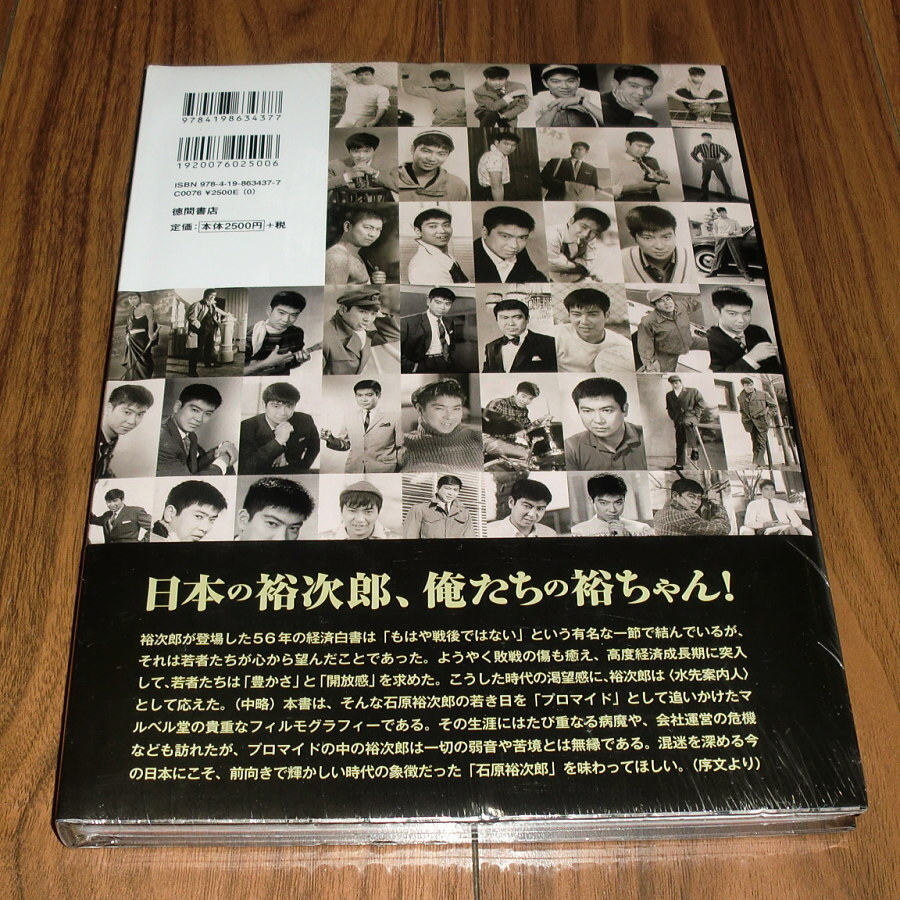 9784198634377
1920076025006
ISBN 978-4-19-863437-7
C0076 ¥2500E (0)
徳間書店
定価:本体2500円+税
日本の裕次郎、俺たちの裕ちゃん!
裕次郎が登場した56年の経済白書は「もはや戦後ではない」という有名な一節で結んでいるが、
それは若者たちが心から望んだことであった。ようやく敗戦の傷も癒え、高度経済成長期に突入
して、若者たちは「豊かさ」と「開放感」を求めた。こうした時代の渇望感に、裕次郎は〈水先案内人〉
として応えた。(中略)本書は、そんな石原裕次郎の若き日を「ブロマイド」として追いかけたマ
ルベル堂の貴重なフィルモグラフィーである。その生涯にはたび重なる病魔や、会社運営の危機
なども訪れたが、ブロマイドの中の裕次郎は一切の弱音や苦境とは無縁である。混迷を深める今
の日本にこそ、前向きで輝かしい時代の象徴だった「石原裕次郎」を味わってほしい。(序文より)